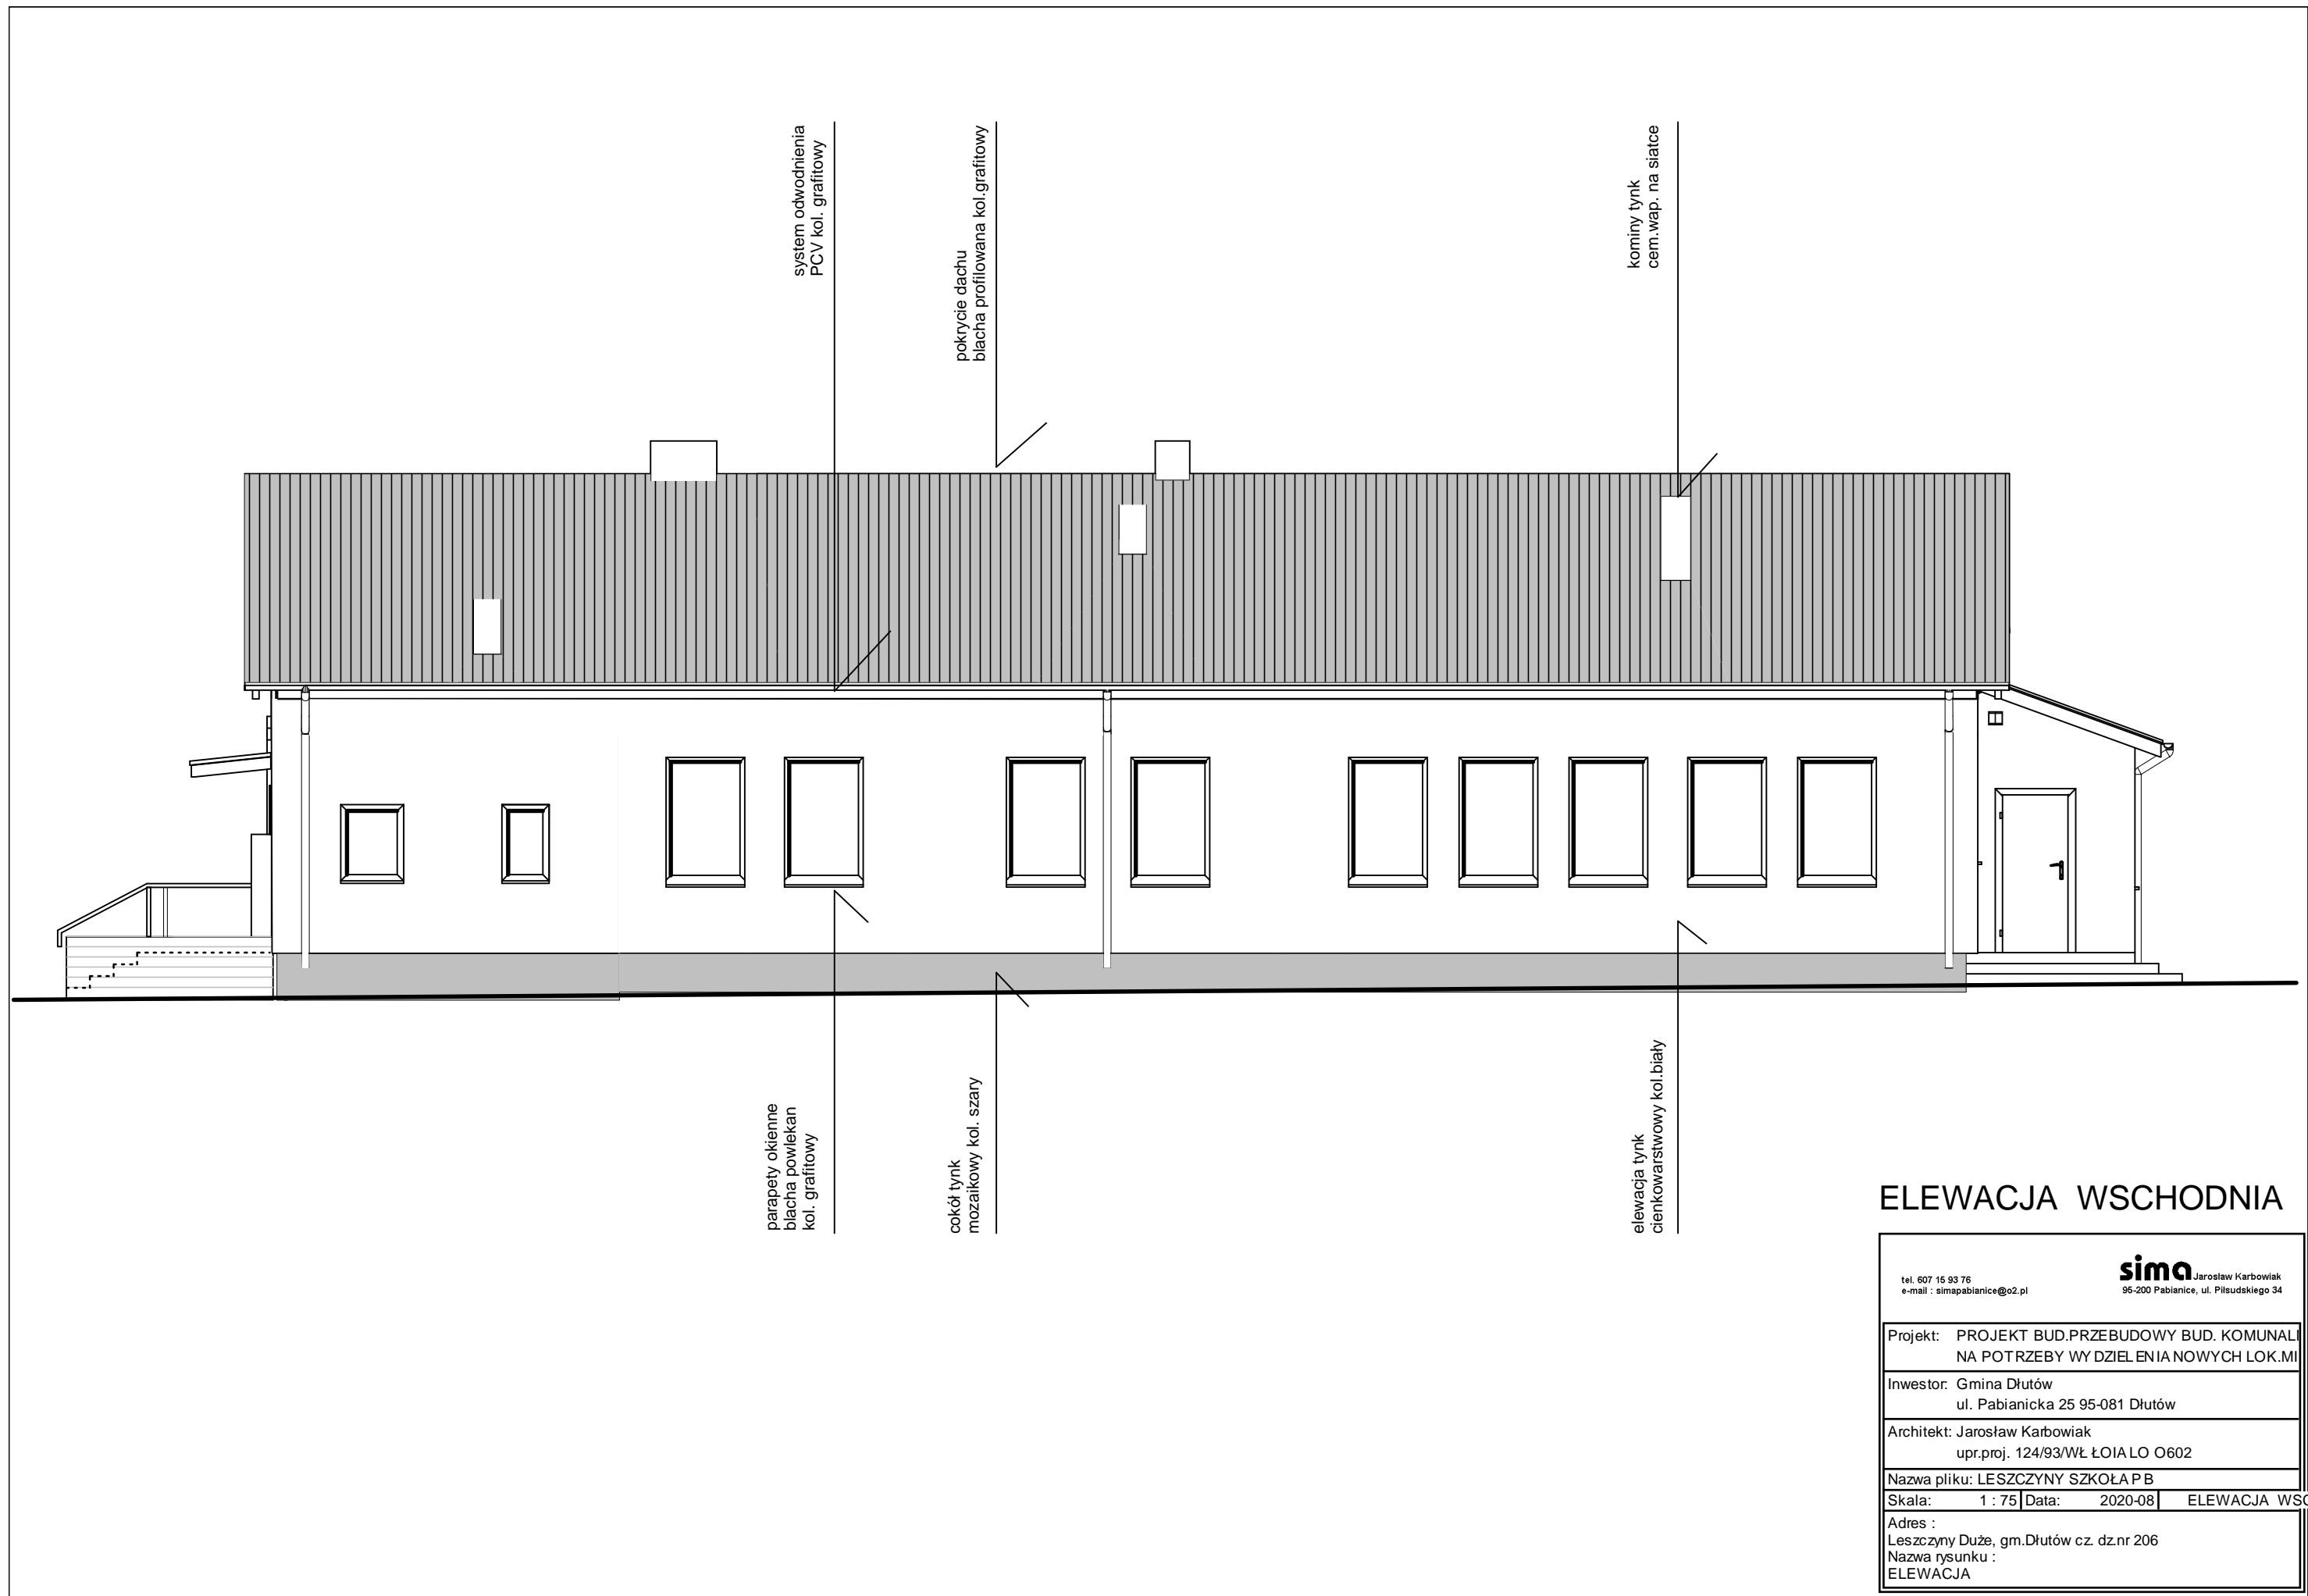 system odwodnienia
PCV kol. grafitowy
pokrycie dachu
blacha profilowana kol.grafitowy
kominy tynk
cem.wap. na siatce
parapety okienne
blacha powlekan
kol. grafitowy
cokół tynk
mozaikowy kol. szary
elewacja tynk
cienkowarstwowy kol.biały
ELEWACJA WSCHODNIA
tel. 607 15 93 76
e-mail : simapabianice@o2.pl
sima Jarosław Karbowiak
95-200 Pabianice, ul. Piłsudskiego 34
Projekt: PROJEKT BUD.PRZEBUDOWY BUD. KOMUNAL
NA POTRZEBY WYDZIELENIA NOWYCH LOK.MI
Inwestor: Gmina Dłutów
ul. Pabianicka 25 95-081 Dłutów
Architekt: Jarosław Karbowiak
upr.proj. 124/93/WŁ ŁOIA LO O602
Nazwa pliku: LESZCZYNY SZKOŁA P B
Skala: 1 : 75 Data: 2020-08 ELEWACJA WSC
Adres :
Leszczyny Duże, gm.Dłutów cz. dz.nr 206
Nazwa rysunku :
ELEWACJA